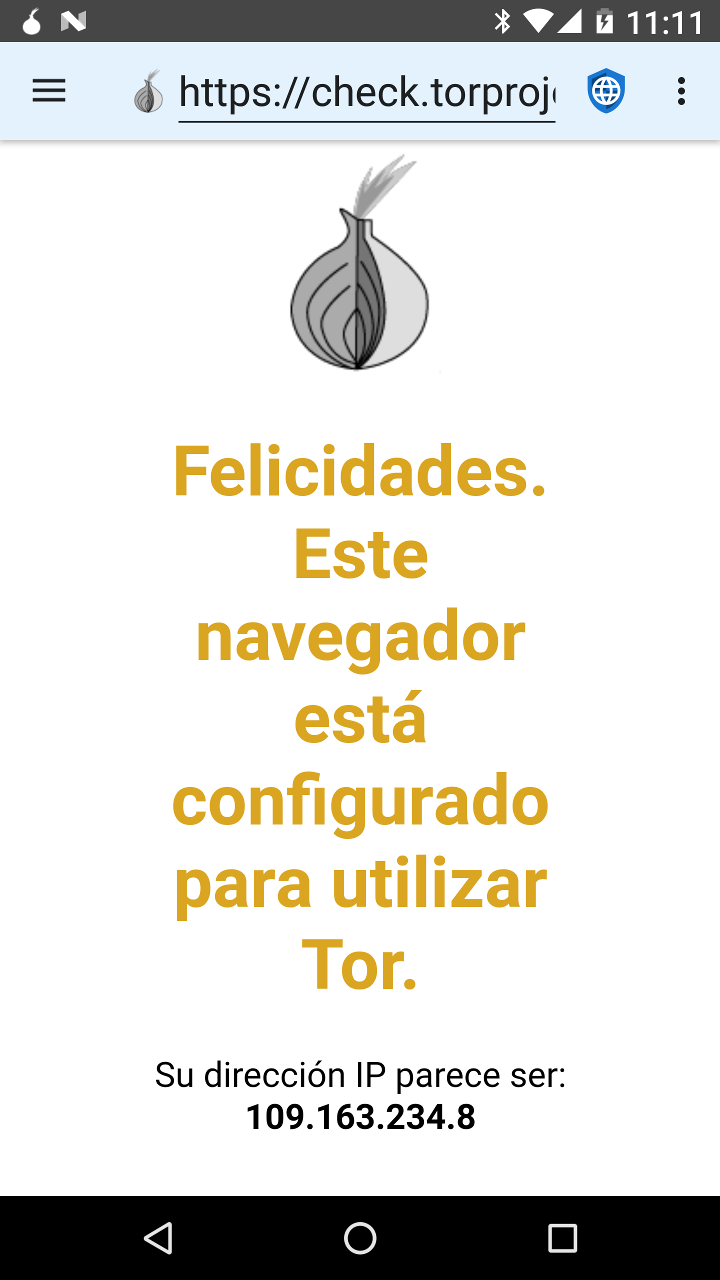 11:11
https://check.torproje
Felicidades.
Este
navegador
está
configurado
para utilizar
Tor.
Su dirección IP parece ser:
109.163.234.8